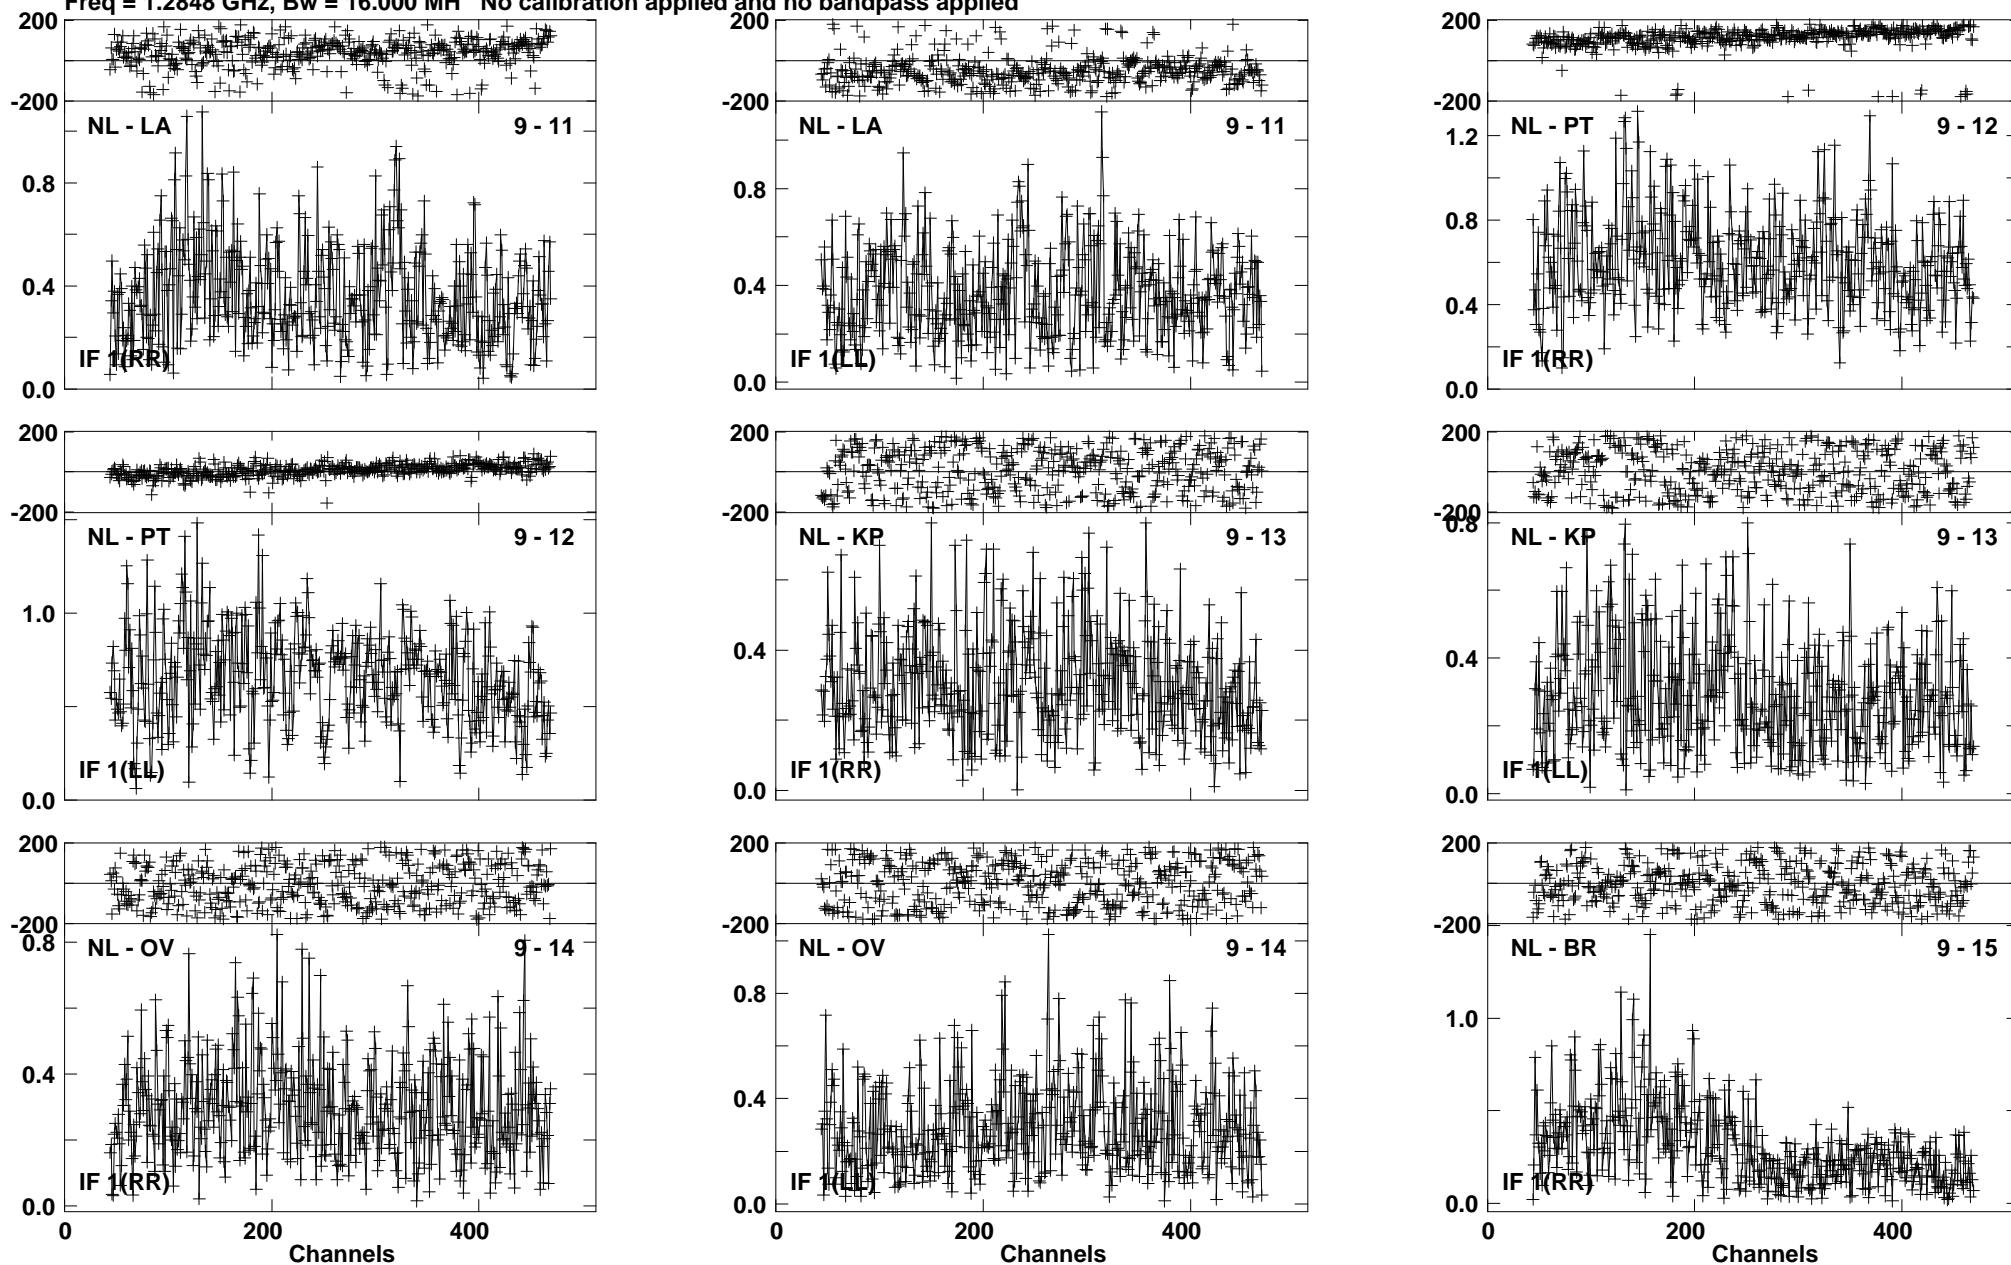 Freq = 1.2848 GHz, Bw = 16.000 MH   No calibration applied and no bandpass applied
200
-200
NL - LA 9 - 11
0.8
0.4
IF 1(RR)
0.0
200
-200
NL - LA 9 - 11
0.8
0.4
IF 1(LL)
0.0
200
-200
NL - PT 9 - 12
1.2
0.8
0.4
IF 1(RR)
0.0
200
-200
NL - PT 9 - 12
1.0
IF 1(LL)
0.0
200
-200
NL - KP 9 - 13
0.4
IF 1(RR)
0.0
200
-200
0.8
NL - KP 9 - 13
0.4
IF 1(LL)
0.0
200
-200
0.8
NL - OV 9 - 14
0.4
IF 1(RR)
0.0
0 200 400
Channels
200
-200
NL - OV 9 - 14
0.8
0.4
IF 1(LL)
0.0
0 200 400
Channels
200
-200
NL - BR 9 - 15
1.0
IF 1(RR)
0.0
0 200 400
Channels